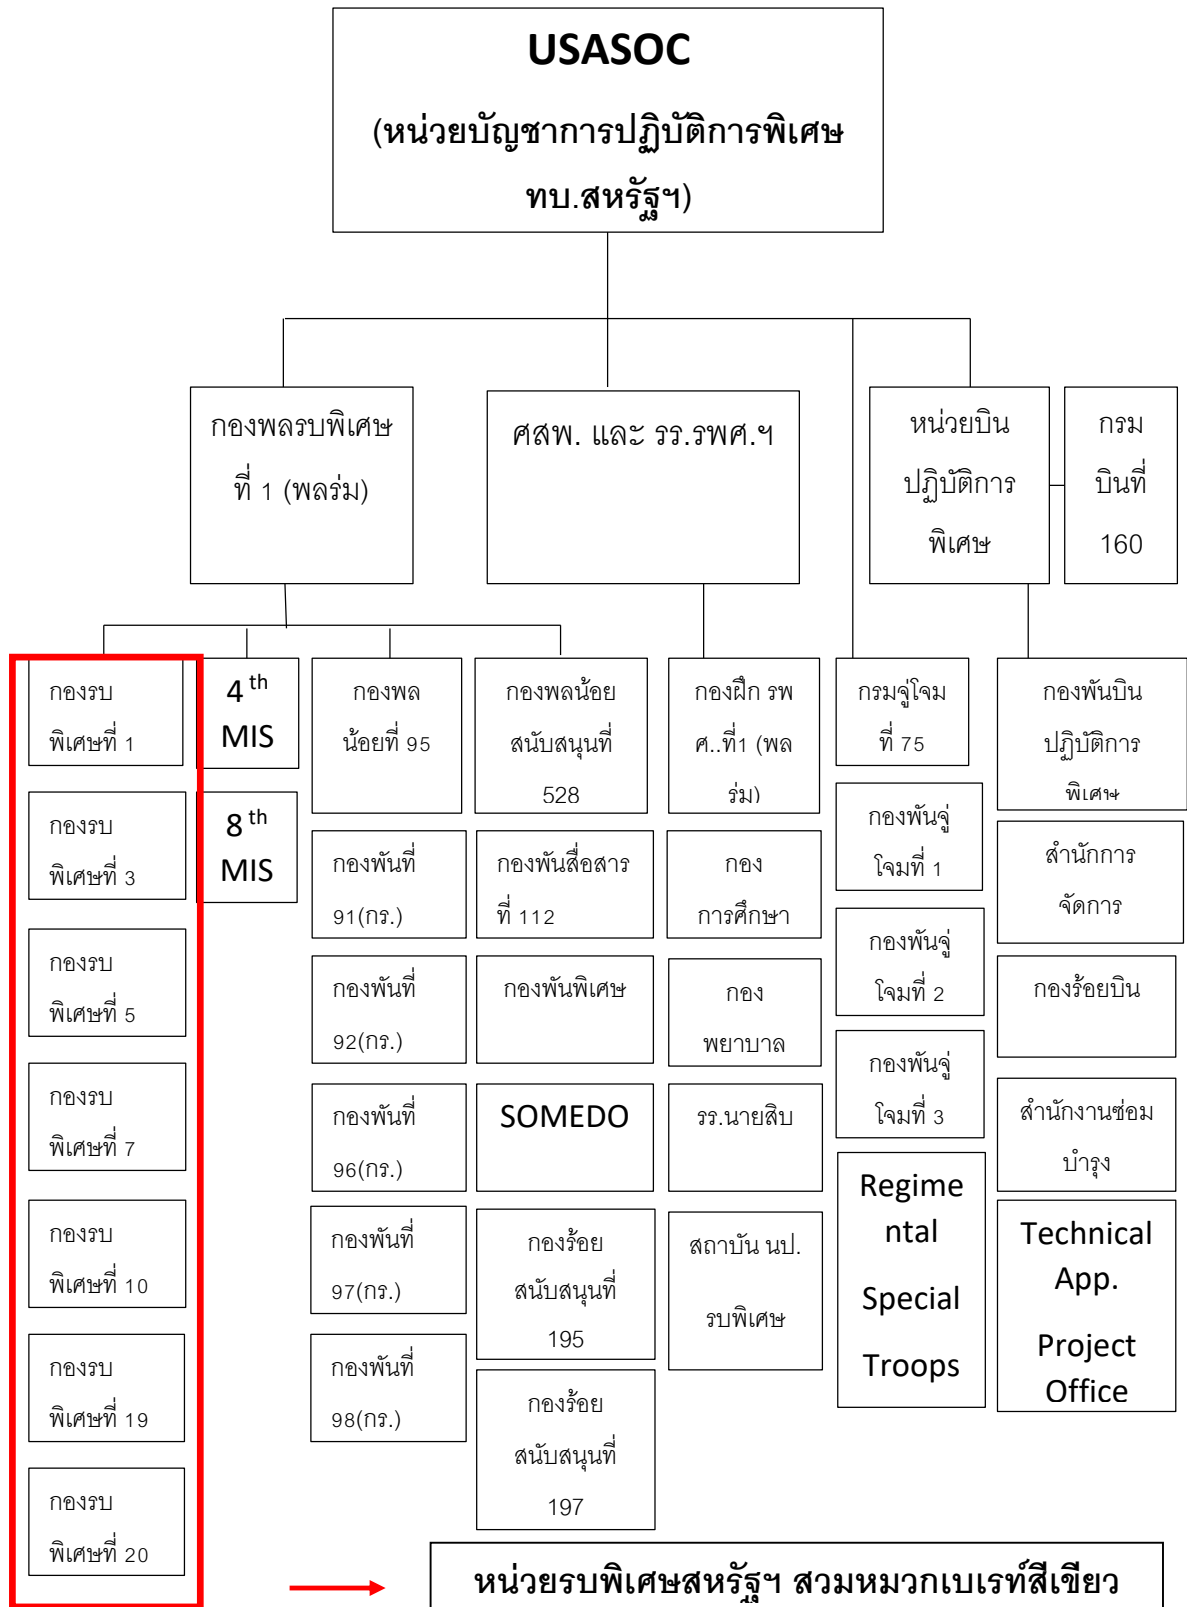 USASOC
(หน่วยบัญชาการปฏิบัติการพิเศษ
ทบ.สหรัฐฯ)
กองพลรบพิเศษ
ที่ 1 (พลร่ม)
ศสพ. และ รร.รพศ.ฯ
หน่วยบิน
ปฏิบัติการ
พิเศษ
กรม
บินที่
160
กองรบ
พิเศษที่ 1
กองรบ
พิเศษที่ 3
กองรบ
พิเศษที่ 5
กองรบ
พิเศษที่ 7
กองรบ
พิเศษที่ 10
กองรบ
พิเศษที่ 19
กองรบ
พิเศษที่ 20
4 th
MIS
8 th
MIS
กองพล
น้อยที่ 95
กองพันที่
91(กร.)
กองพันที่
92(กร.)
กองพันที่
96(กร.)
กองพันที่
97(กร.)
กองพันที่
98(กร.)
กองพลน้อย
สนับสนุนที่
528
กองพันสื่อสาร
ที่ 112
กองพันพิเศษ
SOMEDO
กองร้อย
สนับสนุนที่
195
กองร้อย
สนับสนุนที่
197
กองฝึก รพ
ศ..ที่1 (พล
ร่ม)
กอง
การศึกษา
กอง
พยาบาล
รร.นายสิบ
สถาบัน นป.
รบพิเศษ
กรมจู่โจม
ที่ 75
กองพันจู่
โจมที่ 1
กองพันจู่
โจมที่ 2
กองพันจู่
โจมที่ 3
Regime
ntal
Special
Troops
กองพันบิน
ปฏิบัติการ
พิเศษ
สำนักการ
จัดการ
กองร้อยบิน
สำนักงานซ่อม
บำรุง
Technical
App.
Project
Office
หน่วยรบพิเศษสหรัฐฯ สวมหมวกเบเรท์สีเขียว